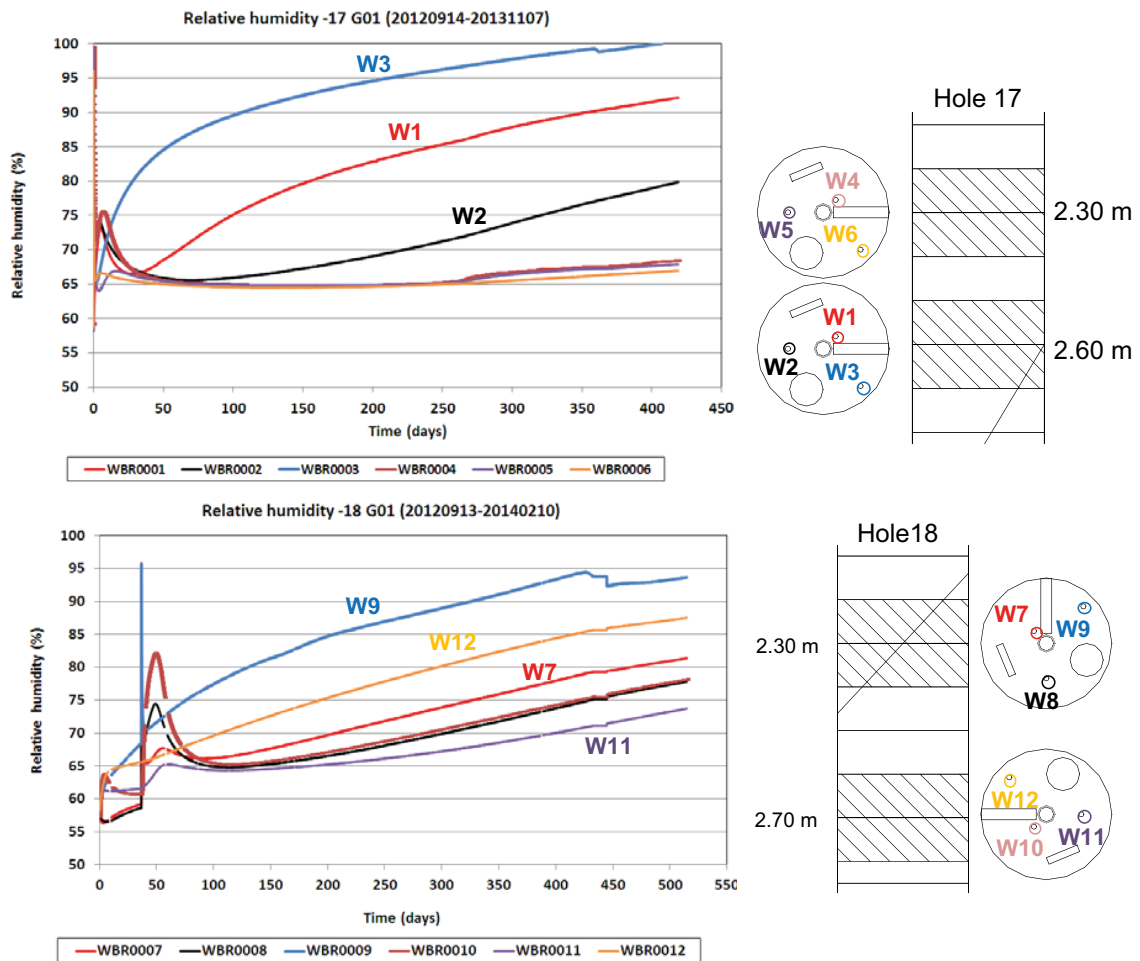 Relative humidity -17 G01 (20120914-20131107)
100
95
90
85
80
75
70
65
60
55
50
Relative humidity (%)
W3
W1
W2
0 50 100 150 200 250 300 350 400 450
Time (days)
WBR0001 WBR0002 WBR0003 WBR0004 WBR0005 WBR0006
Hole 17
W4
W5
W6
2.30 m
W1
W2
W3
2.60 m
Relative humidity -18 G01 (20120913-20140210)
100
95
90
85
80
75
70
65
60
55
50
Relative humidity (%)
W9
W12
W7
W11
0 50 100 150 200 250 300 350 400 450 500 550
Time (days)
WBR0007 WBR0008 WBR0009 WBR0010 WBR0011 WBR0012
Hole18
2.30 m
W7
W9
W8
2.70 m
W12
W10
W11